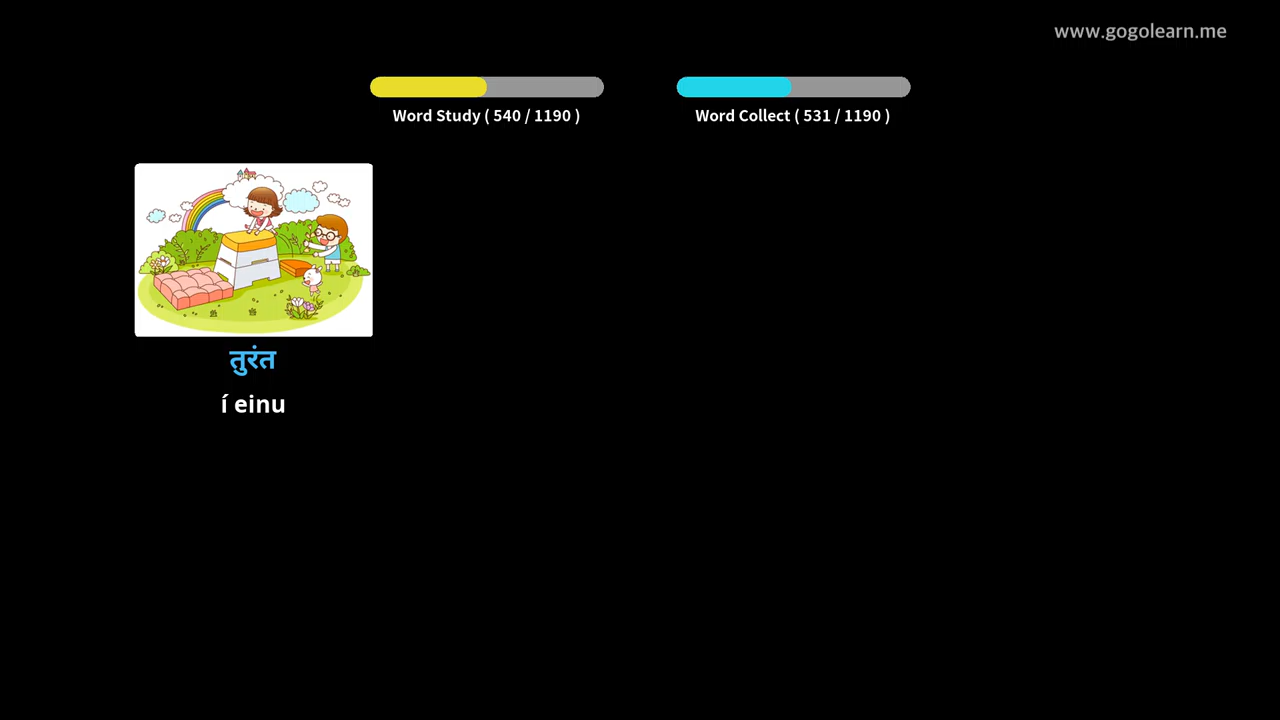 www.gogolearn.me
Word Study ( 540 / 1190 )
Word Collect ( 531 / 1190 )
तुरंत
í einu